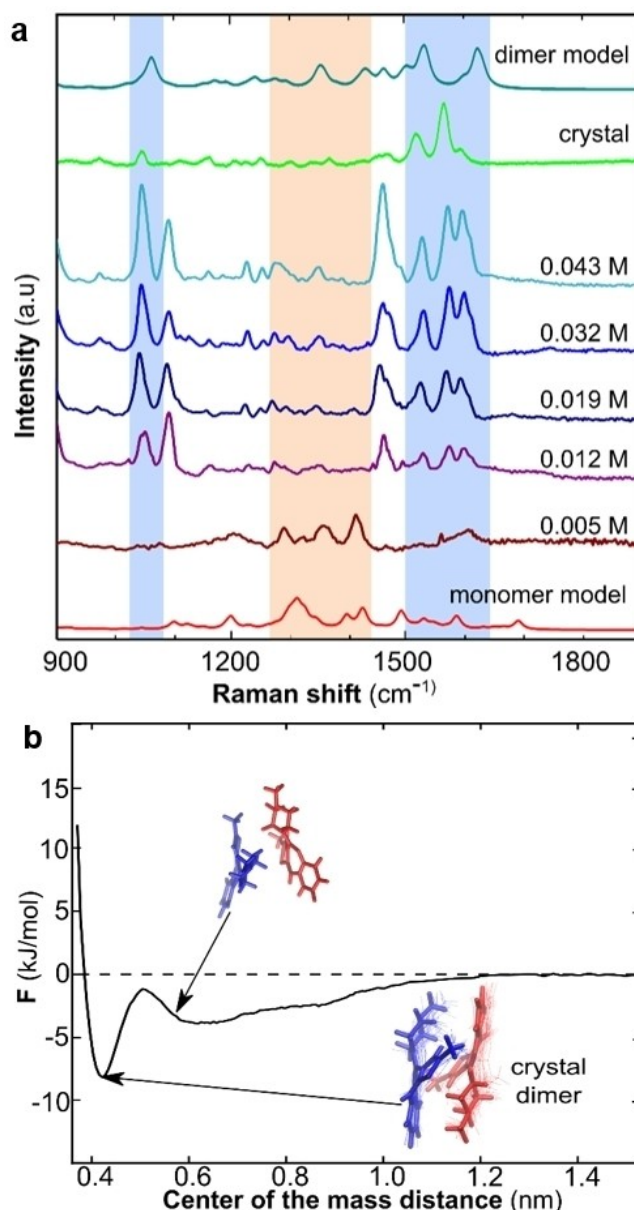 a
dimer model
crystal
0.043 M
0.032 M
0.019 M
0.012 M
0.005 M
monomer model
Intensity (a.u)
900 1200 1500 1800
Raman shift (cm⁻¹)
b
15
10
5
0
-5
-10
F (kJ/mol)
crystal
dimer
0.4 0.6 0.8 1.0 1.2 1.4
Center of the mass distance (nm)